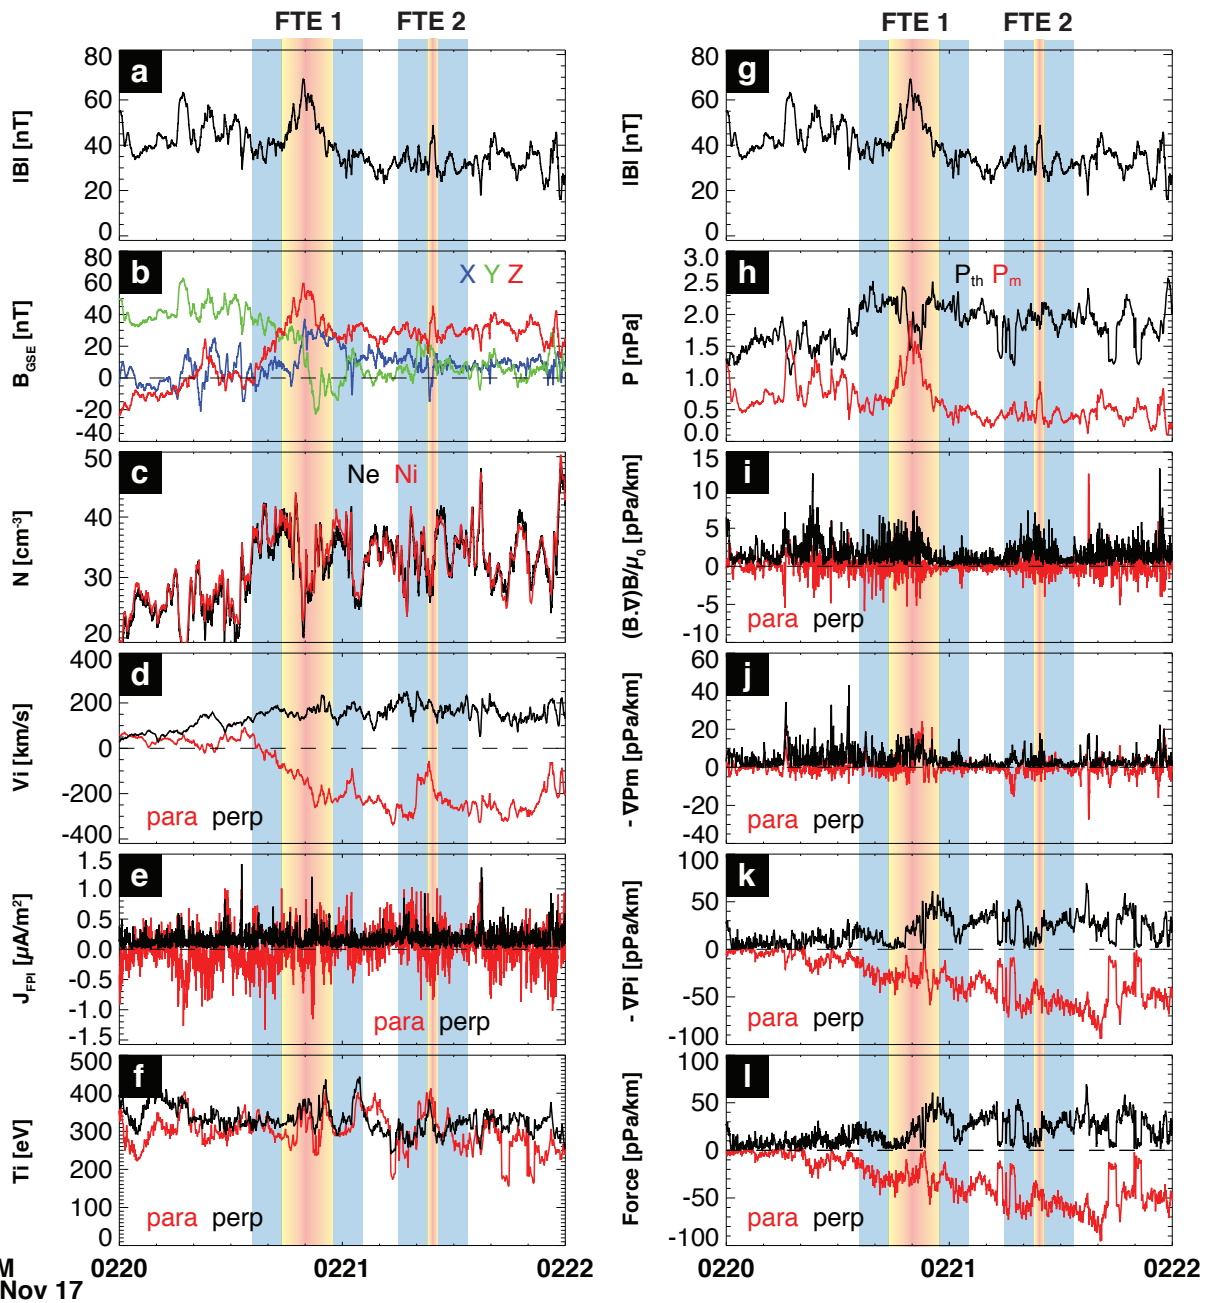 FTE 1 FTE 2
a
|B| [nT]
80
60
40
20
0
b
X Y Z
B_GSE [nT]
80
60
40
20
0
-20
-40
c
Ne Ni
N [cm⁻³]
50
40
30
20
d
Vi [km/s]
400
200
0
-200
-400
para perp
e
J_FPI [μA/m²]
1.5
1.0
0.5
0.0
-0.5
-1.0
-1.5
para perp
f
Ti [eV]
500
400
300
200
100
0
para perp
0220 0221 0222
M
Nov 17
FTE 1 FTE 2
g
|B| [nT]
80
60
40
20
0
h
P_th P_m
P [nPa]
3.0
2.5
2.0
1.5
1.0
0.5
0.0
i
(B.∇)B/μ₀ [pPa/km]
15
10
5
0
-5
-10
para perp
j
- ∇Pm [pPa/km]
60
40
20
0
-20
-40
para perp
k
- ∇Pi [pPa/km]
100
50
0
-50
-100
para perp
l
Force [pPa/km]
100
50
0
-50
-100
para perp
0220 0221 0222